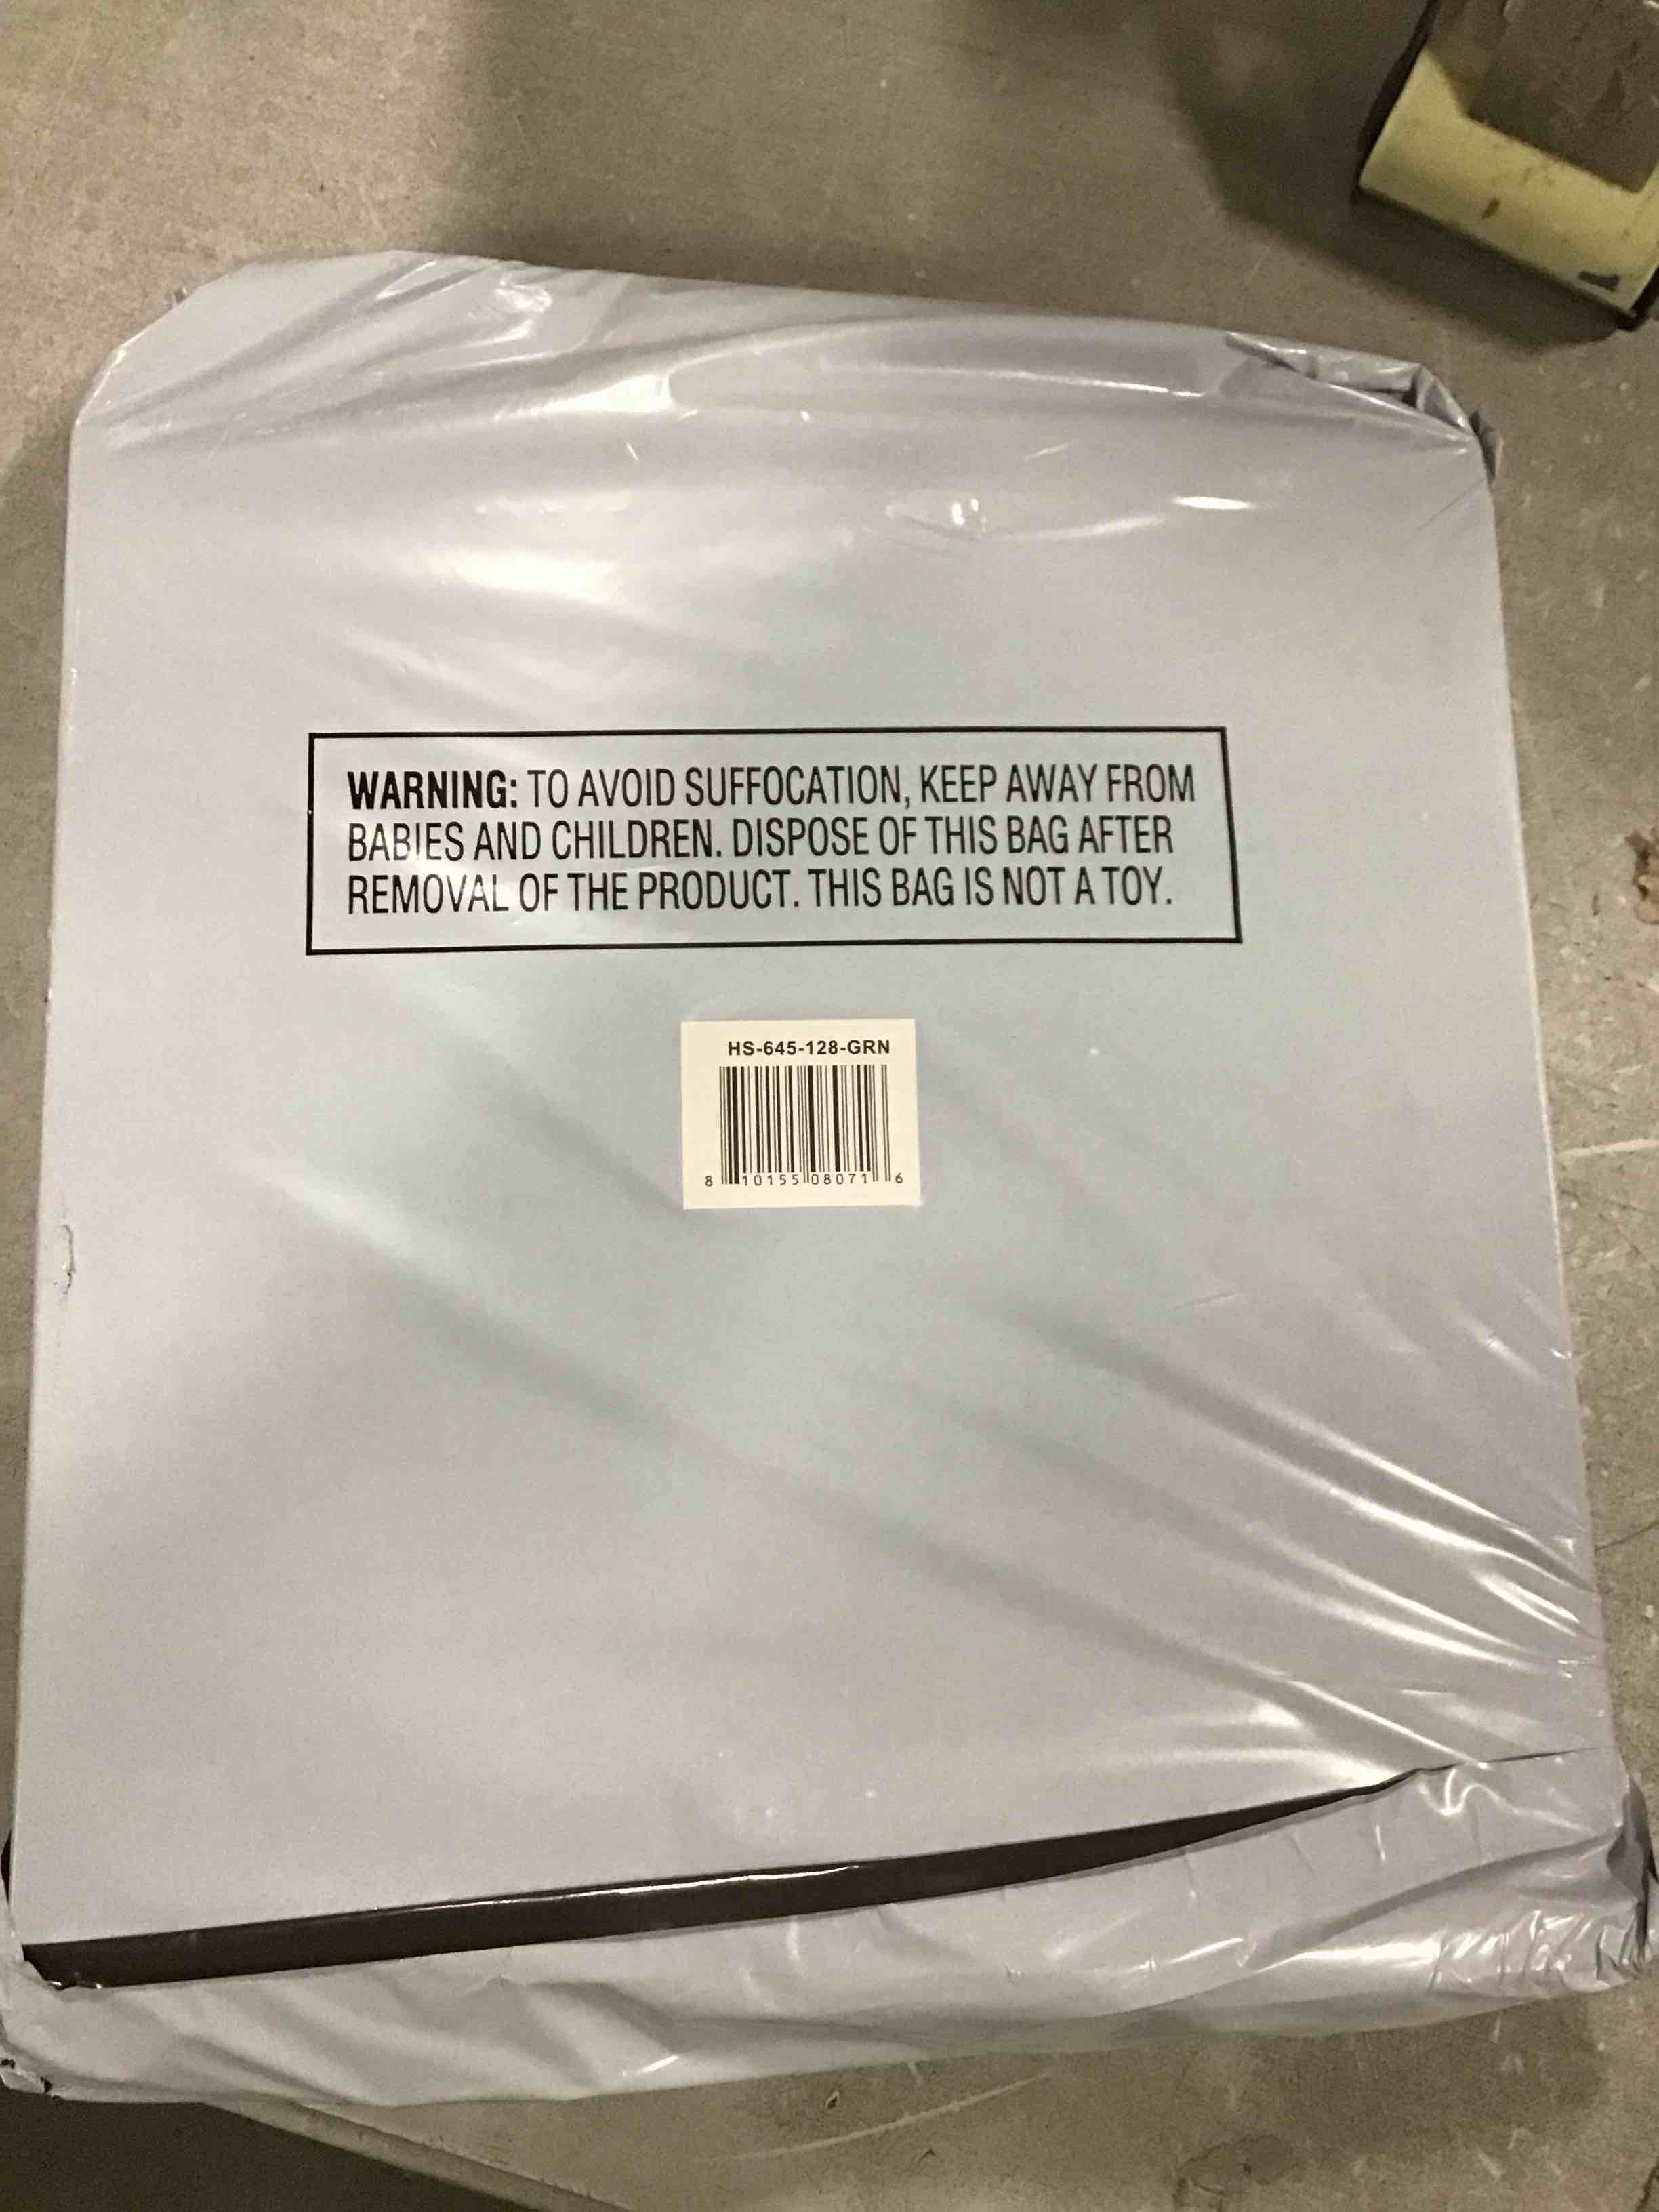 WARNING: TO AVOID SUFFOCATION, KEEP AWAY FROM
BABIES AND CHILDREN. DISPOSE OF THIS BAG AFTER
REMOVAL OF THE PRODUCT. THIS BAG IS NOT A TOY.
HS-645-128-GRN
8 10155 08071 6